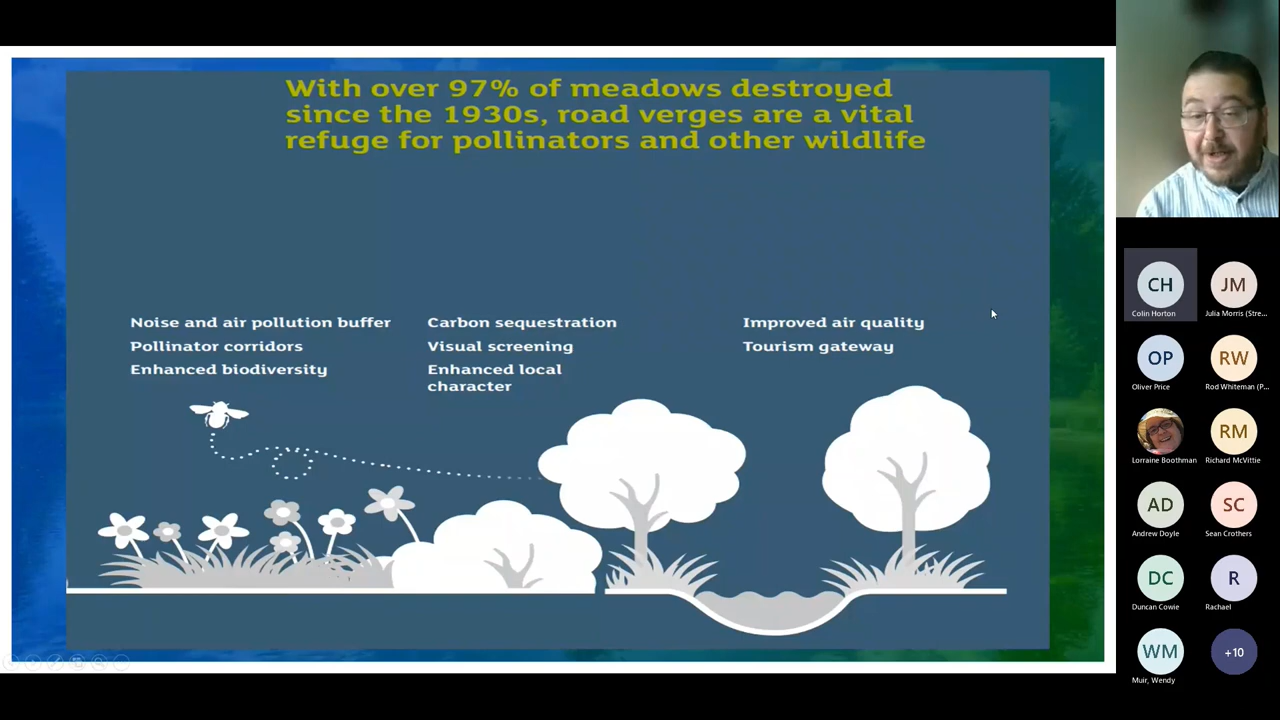 With over 97% of meadows destroyed
since the 1930s, road verges are a vital
refuge for pollinators and other wildlife
Noise and air pollution buffer
Pollinator corridors
Enhanced biodiversity
Carbon sequestration
Visual screening
Enhanced local
character
Improved air quality
Tourism gateway
CH
Colin Horton
JM
Julia Morris (Stre...
OP
Oliver Price
RW
Rod Whiteman (P...
Lorraine Boothman
RM
Richard McVittie
AD
Andrew Doyle
SC
Sean Crothers
DC
Duncan Cowie
R
Rachael
WM
Muir, Wendy
+10